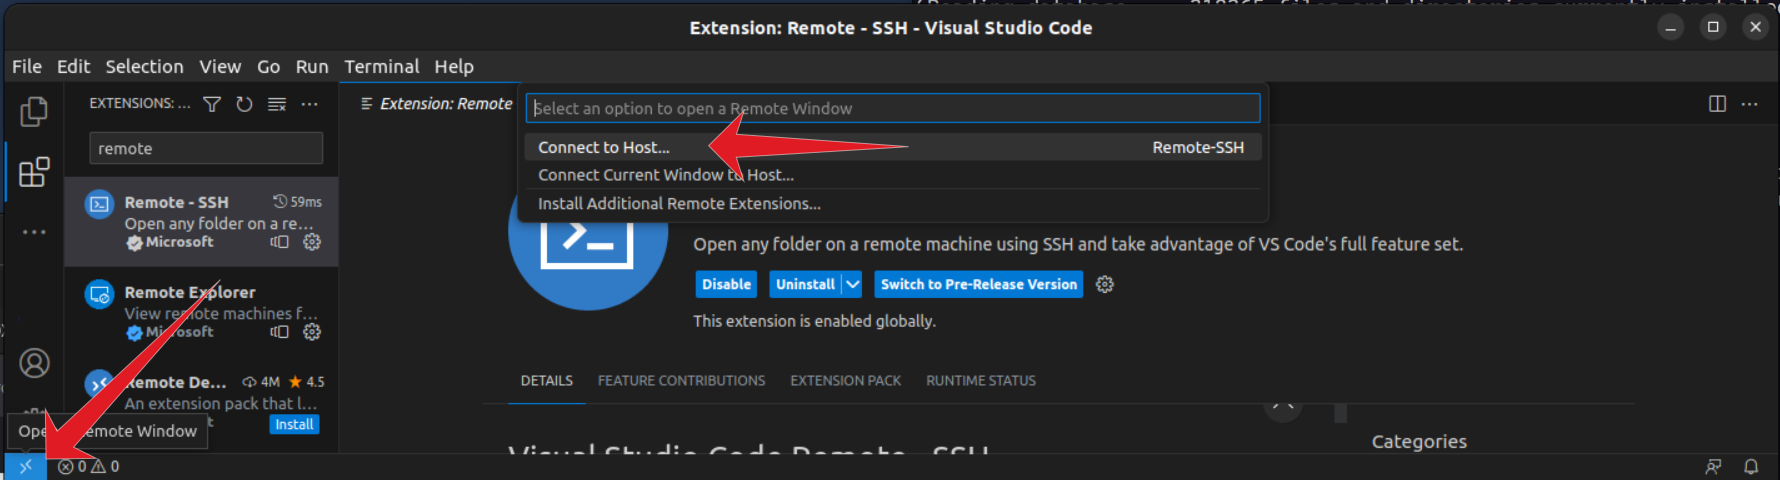 Extension: Remote - SSH - Visual Studio Code
File Edit Selection View Go Run Terminal Help
EXTENSIONS: ...
Extension: Remote
Select an option to open a Remote Window
remote
Connect to Host... Remote-SSH
Connect Current Window to Host...
Install Additional Remote Extensions...
Remote - SSH 59ms
Open any folder on a re...
Microsoft
Remote Explorer
View remote machines f...
Microsoft
Remote De... 4M 4.5
An extension pack that l...
Install
Open a Remote Window
0 0
Open any folder on a remote machine using SSH and take advantage of VS Code's full feature set.
Disable Uninstall Switch to Pre-Release Version
This extension is enabled globally.
DETAILS FEATURE CONTRIBUTIONS EXTENSION PACK RUNTIME STATUS
Visual Studio Code Remote - SSH
Categories